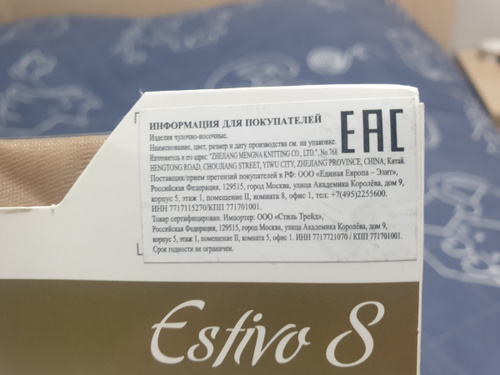 ИНФОРМАЦИЯ ДЛЯ ПОКУПАТЕЛЕЙ
Изделия чулочно-носочные.
Наименование, цвет, размер и дату производства см. на упаковке.
Изготовитель и его адрес: "ZHEJIANG MENGNA KNITTING CO., LTD.", No.768
HENGTONG ROAD, CHOUJIANG STREET, YIWU CITY, ZHEJIANG PROVINCE, CHINA, Китай.
Поставщик/прием претензий покупателей в РФ: ООО «Единая Европа – Элит»,
Российская Федерация, 129515, город Москва, улица Академика Королёва, дом 9,
корпус 5, этаж 1, помещение II, комната 8, офис 1, тел: +7(495)2255600.
ИНН 7717115270/КПП 771701001.
Товар сертифицирован. Импортер: ООО «Стиль Трейд»,
Российская Федерация, 129515, город Москва, улица Академика Королёва, дом 9,
корпус 5, этаж 1, помещение II, комната 5, офис 1. ИНН 7717721070 / КПП 771701001.
Срок годности не ограничен.
EAC
Estivo 8